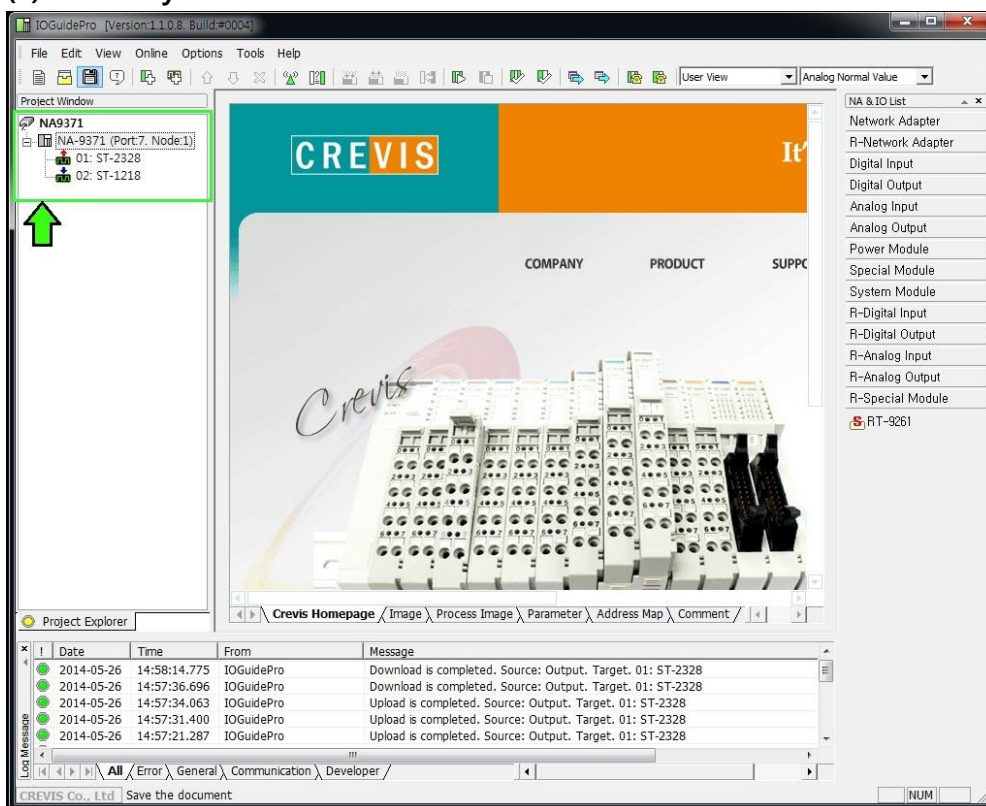 IOGuidePro [Version:1.1.0.8. Build:#0004]
File Edit View Online Options Tools Help
User View
Analog Normal Value
Project Window
NA9371
NA-9371 (Port:7. Node:1)
01: ST-2328
02: ST-1218
Project Explorer
CREVIS
It'
COMPANY PRODUCT SUPPC
Crevis
Crevis Homepage Image Process Image Parameter Address Map Comment
NA & IO List
Network Adapter
R-Network Adapter
Digital Input
Digital Output
Analog Input
Analog Output
Power Module
Special Module
System Module
R-Digital Input
R-Digital Output
R-Analog Input
R-Analog Output
R-Special Module
S RT-9261
! Date Time From Message
2014-05-26 14:58:14.775 IOGuidePro Download is completed. Source: Output. Target. 01: ST-2328
2014-05-26 14:57:36.696 IOGuidePro Download is completed. Source: Output. Target. 01: ST-2328
2014-05-26 14:57:34.063 IOGuidePro Upload is completed. Source: Output. Target. 01: ST-2328
2014-05-26 14:57:31.400 IOGuidePro Upload is completed. Source: Output. Target. 01: ST-2328
2014-05-26 14:57:21.287 IOGuidePro Upload is completed. Source: Output. Target. 01: ST-2328
Log Message
All Error General Communication Developer
CREVIS Co., Ltd Save the document
NUM